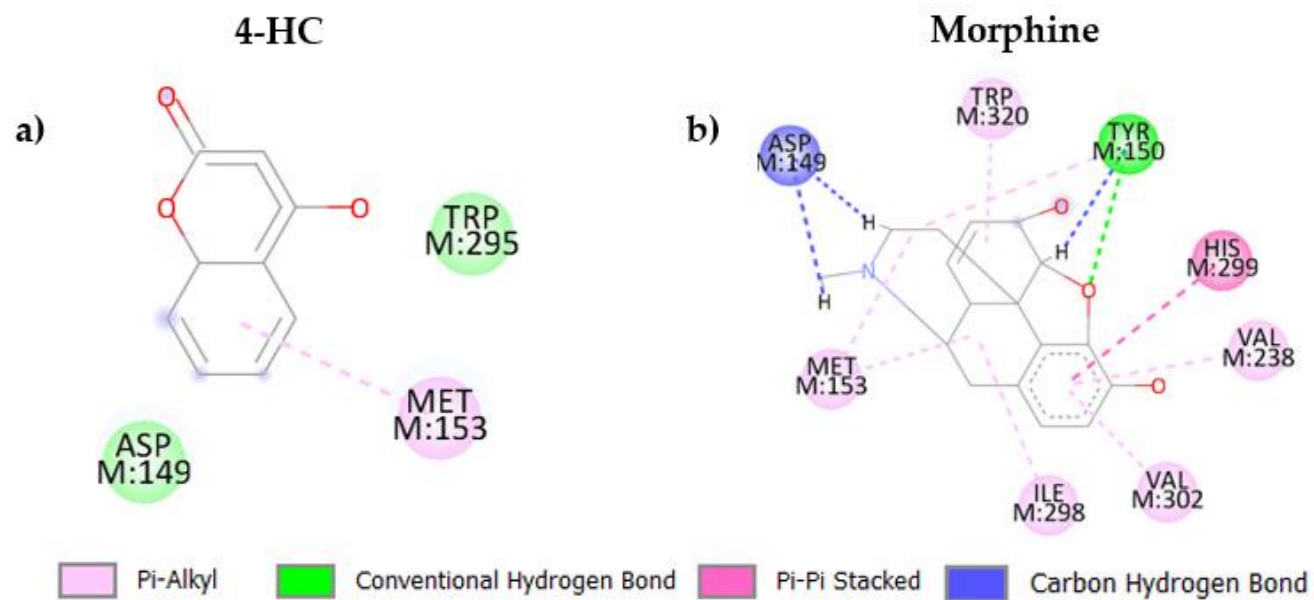 4-HC
Morphine
a)
O
O
O
TRP
M:295
MET
M:153
ASP
M:149
b)
TRP
M:320
TYR
M:150
ASP
M:149
H
O
H
HIS
M:299
N
O
H
VAL
M:238
MET
M:153
O
ILE
M:298
VAL
M:302
Pi-Alkyl
Conventional Hydrogen Bond
Pi-Pi Stacked
Carbon Hydrogen Bond